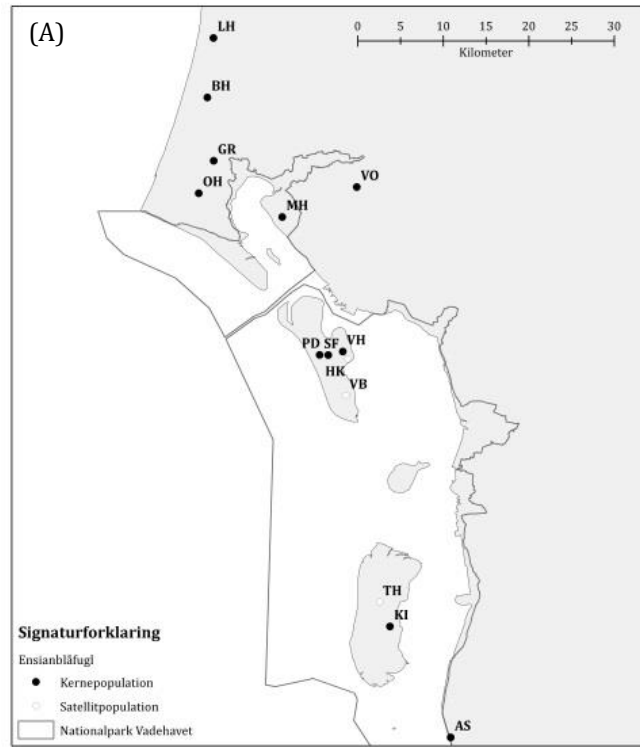 (A)
LH
0 5 10 15 20 25 30
Kilometer
BH
GR
VO
OH
MH
PD SF VH
HK
VB
TH
KI
Signaturforklaring
Ensianblåfugl
Kernepopulation
Satellitpopulation
Nationalpark Vadehavet
AS